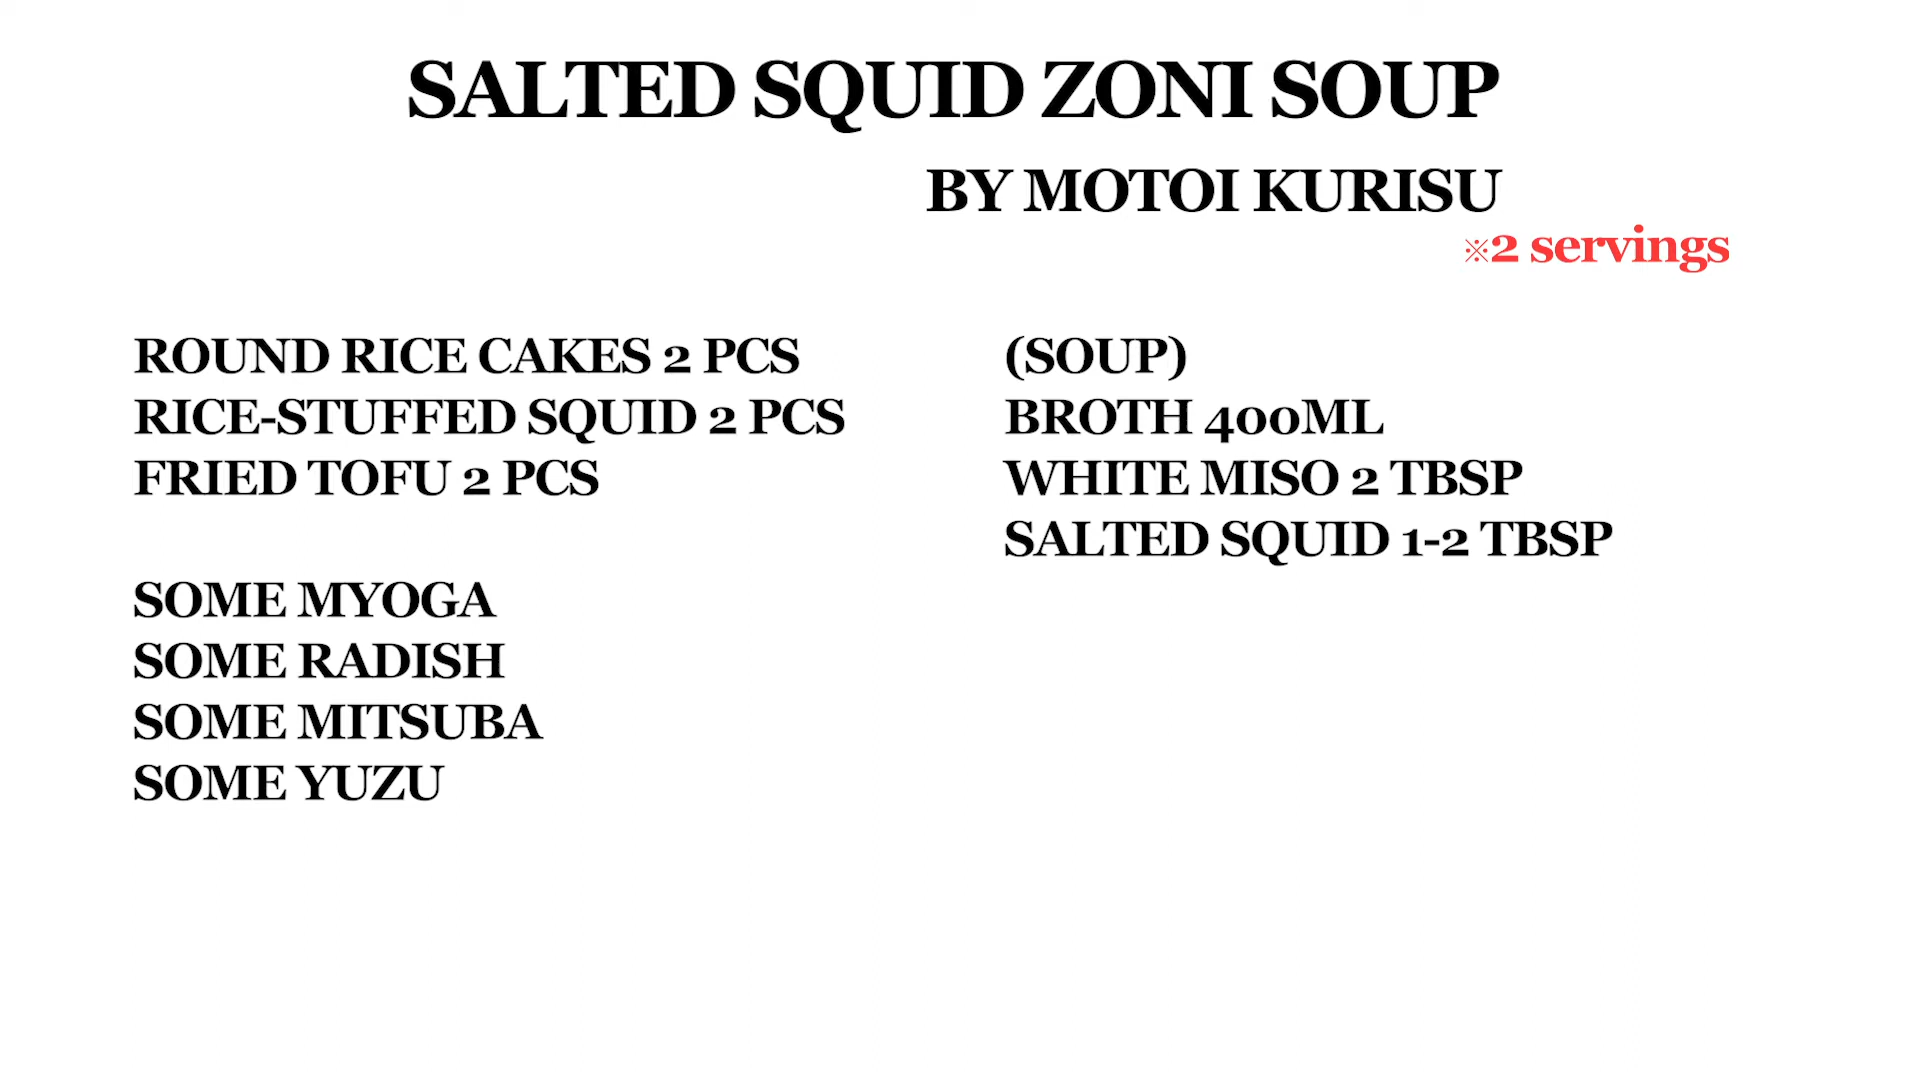 SALTED SQUID ZONI SOUP
BY MOTOI KURISU
※2 servings
ROUND RICE CAKES 2 PCS
RICE-STUFFED SQUID 2 PCS
FRIED TOFU 2 PCS
SOME MYOGA
SOME RADISH
SOME MITSUBA
SOME YUZU
(SOUP)
BROTH 400ML
WHITE MISO 2 TBSP
SALTED SQUID 1-2 TBSP